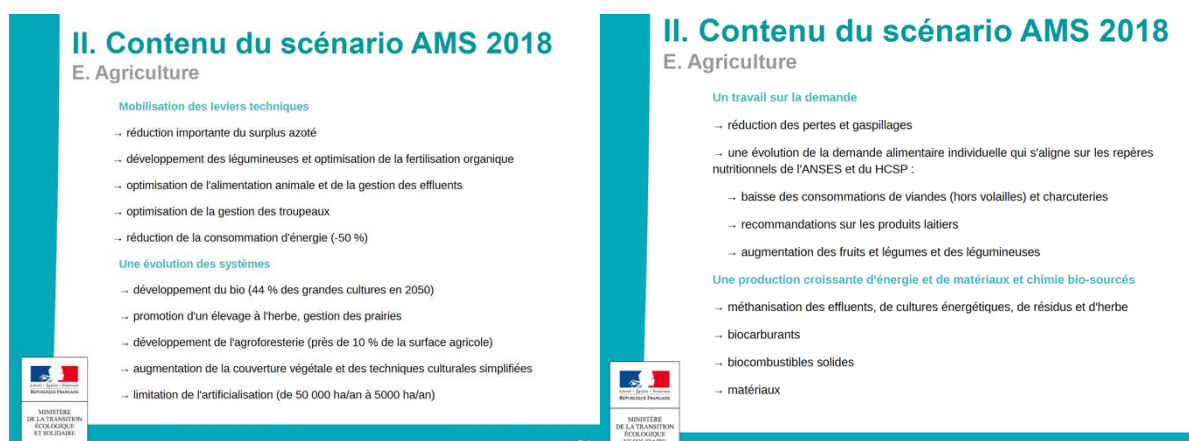 II. Contenu du scénario AMS 2018
E. Agriculture
Mobilisation des leviers techniques
→ réduction importante du surplus azoté
→ développement des légumineuses et optimisation de la fertilisation organique
→ optimisation de l'alimentation animale et de la gestion des effluents
→ optimisation de la gestion des troupeaux
→ réduction de la consommation d'énergie (-50 %)
Une évolution des systèmes
→ développement du bio (44 % des grandes cultures en 2050)
→ promotion d'un élevage à l'herbe, gestion des prairies
→ développement de l'agroforesterie (près de 10 % de la surface agricole)
→ augmentation de la couverture végétale et des techniques culturales simplifiées
→ limitation de l'artificialisation (de 50 000 ha/an à 5000 ha/an)
Liberté • Égalité • Fraternité
RÉPUBLIQUE FRANÇAISE
MINISTÈRE
DE LA TRANSITION
ÉCOLOGIQUE
ET SOLIDAIRE
II. Contenu du scénario AMS 2018
E. Agriculture
Un travail sur la demande
→ réduction des pertes et gaspillages
→ une évolution de la demande alimentaire individuelle qui s'aligne sur les repères
nutritionnels de l'ANSES et du HCSP :
→ baisse des consommations de viandes (hors volailles) et charcuteries
→ recommandations sur les produits laitiers
→ augmentation des fruits et légumes et des légumineuses
Une production croissante d'énergie et de matériaux et chimie bio-sourcés
→ méthanisation des effluents, de cultures énergétiques, de résidus et d'herbe
→ biocarburants
→ biocombustibles solides
→ matériaux
Liberté • Égalité • Fraternité
RÉPUBLIQUE FRANÇAISE
MINISTÈRE
DE LA TRANSITION
ÉCOLOGIQUE
ET SOLIDAIRE